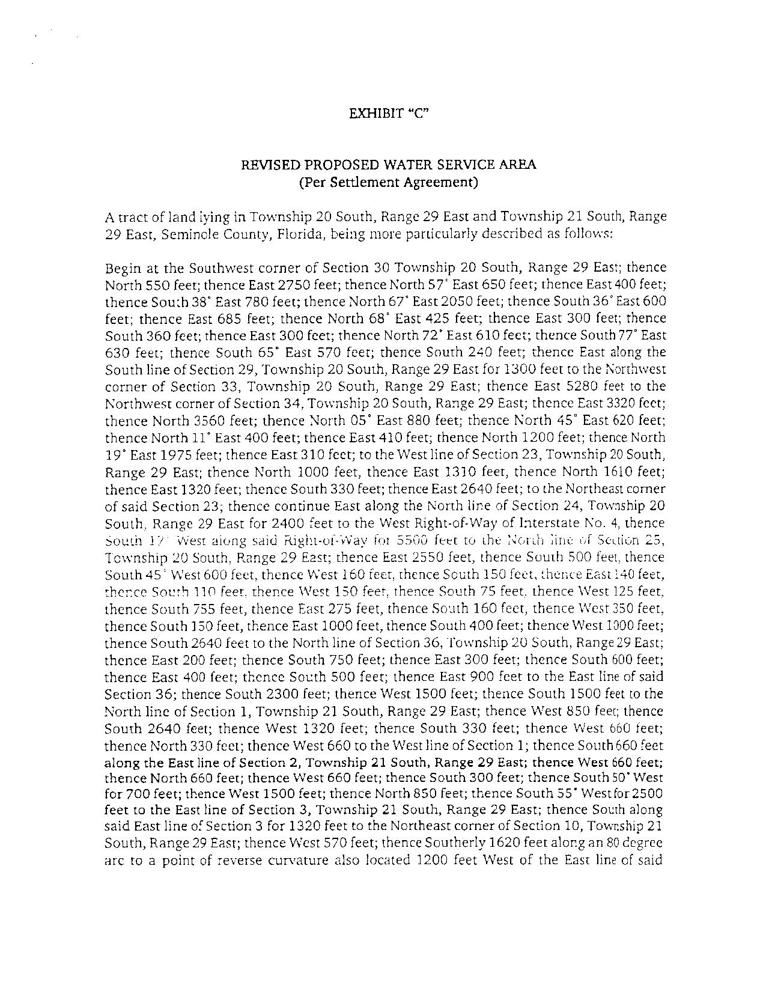 EXHIBIT “C”
REVISED PROPOSED WATER SERVICE AREA
(Per Settlement Agreement)
A tract of land lying in Township 20 South, Range 29 East and Township 21 South, Range
29 East, Seminole County, Florida, being more particularly described as follows:
Begin at the Southwest corner of Section 30 Township 20 South, Range 29 East; thence
North 550 feet; thence East 2750 feet; thence North 57° East 650 feet; thence East 400 feet;
thence South 38° East 780 feet; thence North 67° East 2050 feet; thence South 36° East 600
feet; thence East 685 feet; thence North 68° East 425 feet; thence East 300 feet; thence
South 360 feet; thence East 300 feet; thence North 72° East 610 feet; thence South 77° East
630 feet; thence South 65° East 570 feet; thence South 240 feet; thence East along the
South line of Section 29, Township 20 South, Range 29 East for 1300 feet to the Northwest
corner of Section 33, Township 20 South, Range 29 East; thence East 5280 feet to the
Northwest corner of Section 34, Township 20 South, Range 29 East; thence East 3320 feet;
thence North 3560 feet; thence North 05° East 880 feet; thence North 45° East 620 feet;
thence North 11° East 400 feet; thence East 410 feet; thence North 1200 feet; thence North
19° East 1975 feet; thence East 310 feet; to the West line of Section 23, Township 20 South,
Range 29 East; thence North 1000 feet, thence East 1310 feet, thence North 1610 feet;
thence East 1320 feet; thence South 330 feet; thence East 2640 feet; to the Northeast corner
of said Section 23; thence continue East along the North line of Section 24, Township 20
South, Range 29 East for 2400 feet to the West Right-of-Way of Interstate No. 4, thence
South West along said Right-of-Way for 5500 feet to the North line of Section 25,
Township 20 South, Range 29 East; thence East 2550 feet, thence South 500 feet, thence
South 45° West 600 feet, thence West 160 feet, thence South 150 feet, thence East 140 feet,
thence South 110 feet, thence West 150 feet, thence South 75 feet, thence West 125 feet,
thence South 755 feet, thence East 275 feet, thence South 160 feet, thence West 350 feet,
thence South 150 feet, thence East 1000 feet, thence South 400 feet; thence West 1000 feet;
thence South 2640 feet to the North line of Section 36, Township 20 South, Range 29 East;
thence East 200 feet; thence South 750 feet; thence East 300 feet; thence South 600 feet;
thence East 400 feet; thence South 500 feet; thence East 900 feet to the East line of said
Section 36; thence South 2300 feet; thence West 1500 feet; thence South 1500 feet to the
North line of Section 1, Township 21 South, Range 29 East; thence West 850 feet; thence
South 2640 feet; thence West 1320 feet; thence South 330 feet; thence West 660 feet;
thence North 330 feet; thence West 660 to the West line of Section 1; thence South 660 feet
along the East line of Section 2, Township 21 South, Range 29 East; thence West 660 feet;
thence North 660 feet; thence West 660 feet; thence South 300 feet; thence South 50° West
for 700 feet; thence West 1500 feet; thence North 850 feet; thence South 55° West for 2500
feet to the East line of Section 3, Township 21 South, Range 29 East; thence South along
said East line of Section 3 for 1320 feet to the Northeast corner of Section 10, Township 21
South, Range 29 East; thence West 570 feet; thence Southerly 1620 feet along an 80 degree
arc to a point of reverse curvature also located 1200 feet West of the East line of said